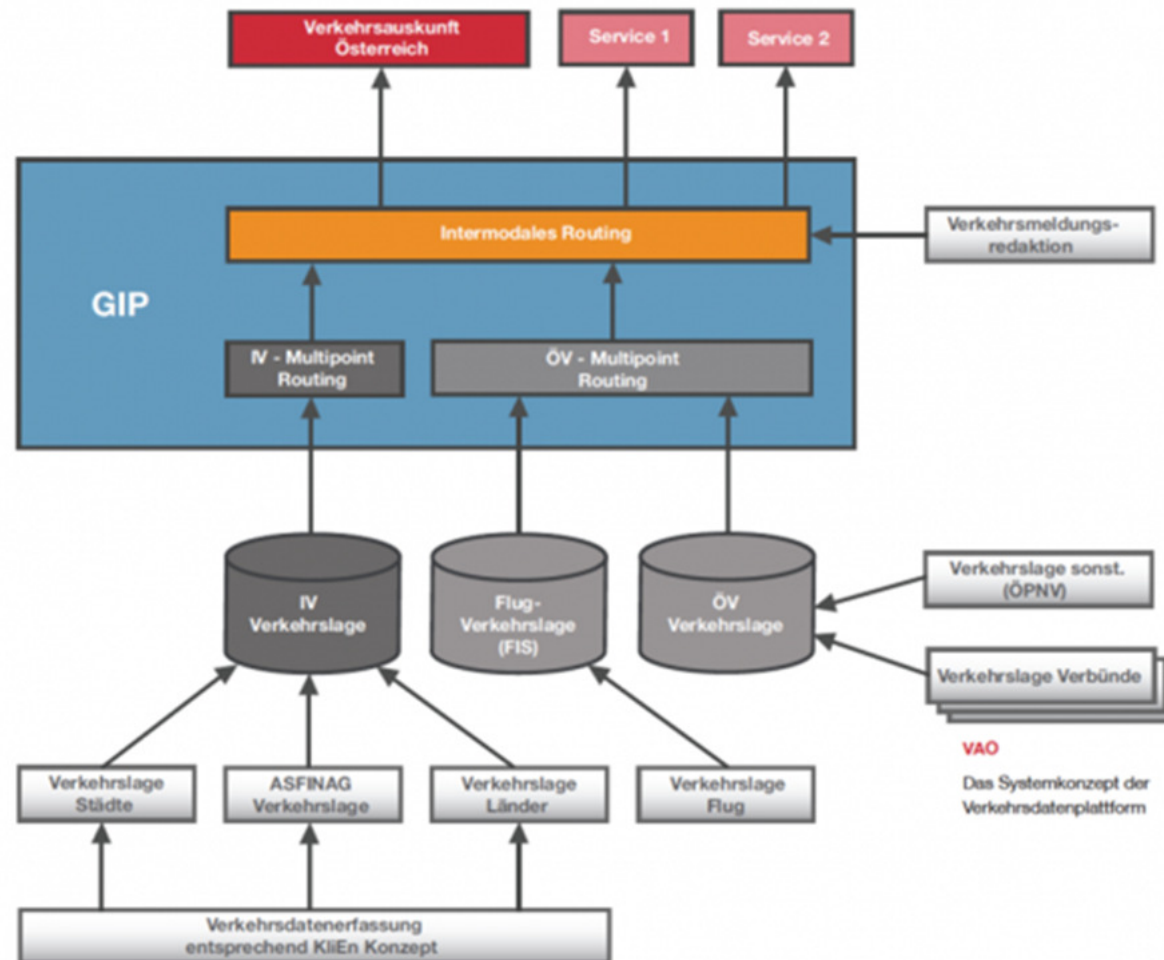 Verkehrsauskunft
Österreich
Service 1
Service 2
Intermodales Routing
Verkehrsmeldungs-
redaktion
GIP
IV - Multipoint
Routing
ÖV - Multipoint
Routing
IV
Verkehrslage
Flug-
Verkehrslage
(FIS)
ÖV
Verkehrslage
Verkehrslage sonst.
(ÖPNV)
Verkehrslage Verbünde
VAO
Das Systemkonzept der
Verkehrsdatenplattform
Verkehrslage
Städte
ASFINAG
Verkehrslage
Verkehrslage
Länder
Verkehrslage
Flug
Verkehrsdatenerfassung
entsprechend KliEn Konzept